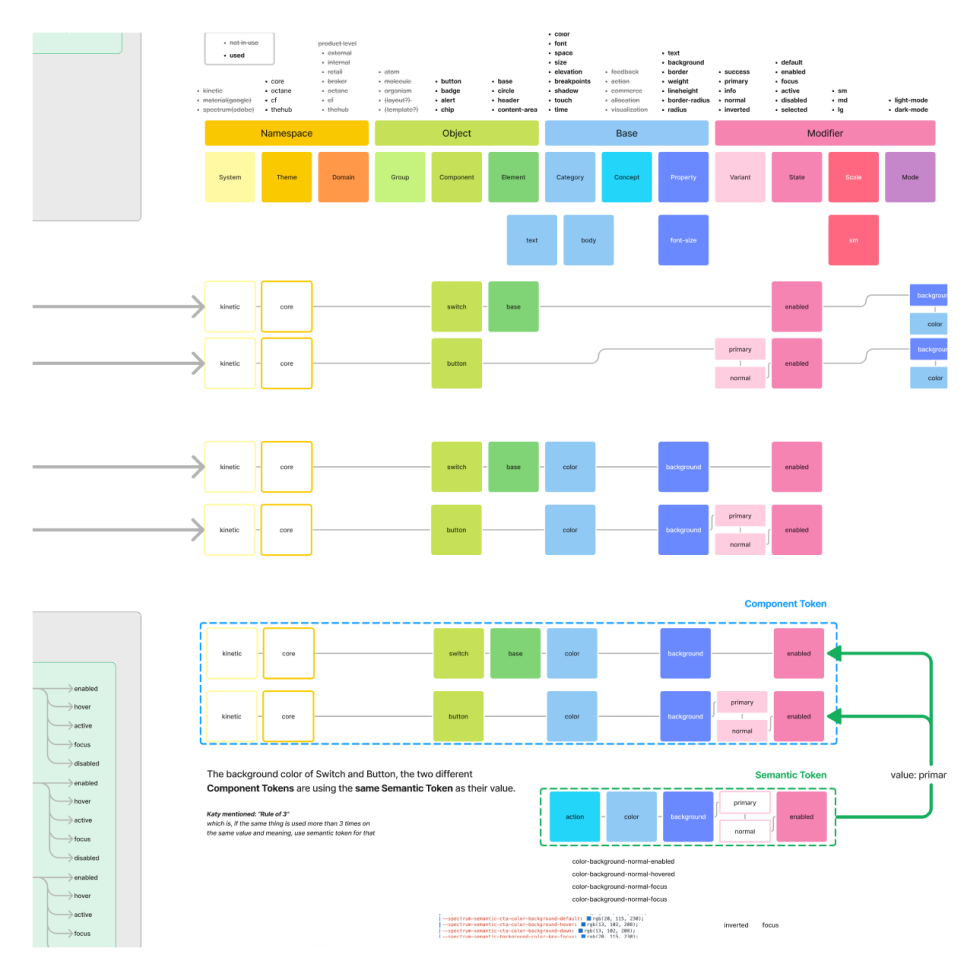 not in use
used
kinetic
material(google)
spectrum(adobe)
core
octane
cf
thehub
product level
external
internal
retail
broker
octane
cf
thehub
atom
molecule
organism
(layout?)
(template?)
button
badge
alert
chip
base
circle
header
content-area
color
font
space
size
elevation
breakpoints
shadow
touch
time
feedback
action
commerce
allocation
visualization
text
background
border
weight
lineheight
border-radius
radius
success
primary
info
normal
inverted
default
enabled
focus
active
disabled
selected
sm
md
lg
light-mode
dark-mode
Namespace Object Base Modifier
System Theme Domain Group Component Element Category Concept Property Variant State Scale Mode
text body font-size sm
kinetic core switch base enabled backgroun
color
kinetic core button primary normal enabled backgroun
color
kinetic core switch base color background enabled
kinetic core button color background primary normal enabled
Component Token
kinetic core switch base color background enabled
kinetic core button color background primary normal enabled
enabled
hover
active
focus
disabled
enabled
hover
active
focus
disabled
enabled
hover
active
focus
The background color of Switch and Button, the two different
Component Tokens are using the same Semantic Token as their value.
Katy mentioned: "Rule of 3"
which is, if the same thing is used more than 3 times on
the same value and meaning, use semantic token for that
Semantic Token
value: primar
action color background primary normal enabled
color-background-normal-enabled
color-background-normal-hovered
color-background-normal-focus
color-background-normal-focus
--spectrum-semantic-cta-color-background-default: rgb(20, 115, 230);
--spectrum-semantic-cta-color-background-hover: rgb(13, 102, 208);
--spectrum-semantic-cta-color-background-down: rgb(13, 102, 208);
--spectrum-semantic-background-color-key-focus: rgb(20, 115, 230);
inverted focus